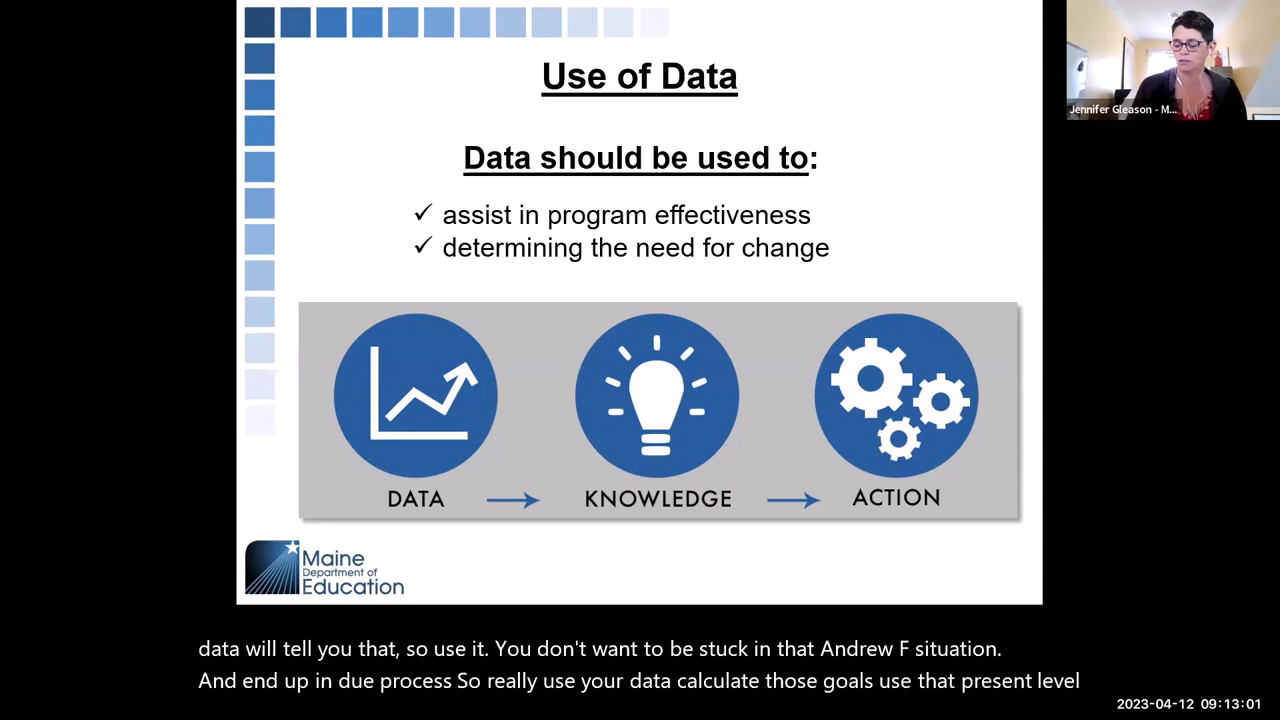 Use of Data
Data should be used to:
✓ assist in program effectiveness
✓ determining the need for change
DATA → KNOWLEDGE → ACTION
Maine
Department of
Education
Jennifer Gleason - M...
data will tell you that, so use it. You don't want to be stuck in that Andrew F situation.
And end up in due process So really use your data calculate those goals use that present level
2023-04-12 09:13:01